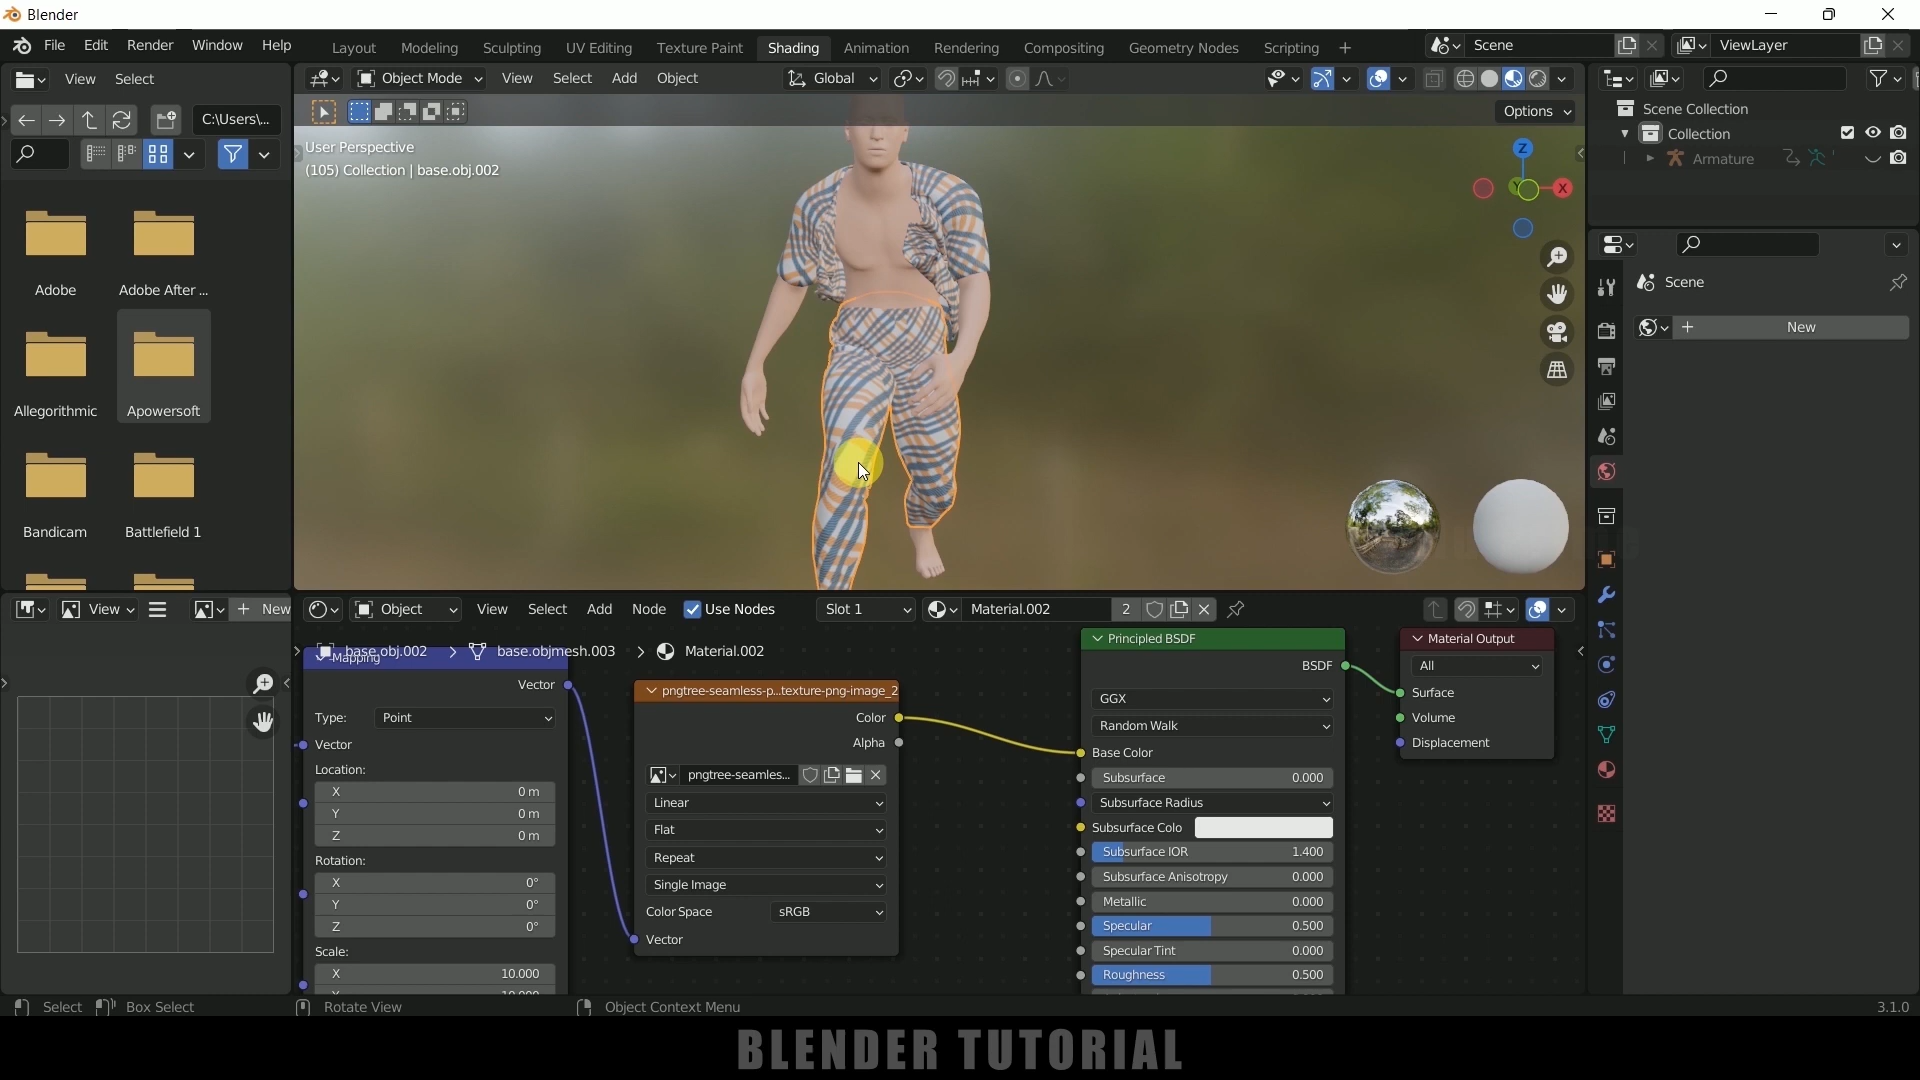 Blender
File Edit Render Window Help
Layout Modeling Sculpting UV Editing Texture Paint Shading Animation Rendering Compositing Geometry Nodes Scripting +
Scene
ViewLayer
View Select
Object Mode View Select Add Object
Global
C:\Users\...
Options
User Perspective
(105) Collection | base.obj.002
Z
X
Scene Collection
Collection
Armature
Scene
+ New
Adobe
Adobe After ...
Allegorithmic
Apowersoft
Bandicam
Battlefield 1
View
+ New
Object View Select Add Node Use Nodes
Slot 1
Material.002 2
base.obj.002 > base.objmesh.003 > Material.002
Mapping
Vector
Type: Point
Vector
Location:
X 0 m
Y 0 m
Z 0 m
Rotation:
X 0°
Y 0°
Z 0°
Scale:
X 10.000
pngtree-seamless-p...texture-png-image_2
Color
Alpha
pngtree-seamles...
Linear
Flat
Repeat
Single Image
Color Space sRGB
Vector
Principled BSDF
BSDF
GGX
Random Walk
Base Color
Subsurface 0.000
Subsurface Radius
Subsurface Colo
Subsurface IOR 1.400
Subsurface Anisotropy 0.000
Metallic 0.000
Specular 0.500
Specular Tint 0.000
Roughness 0.500
Material Output
All
Surface
Volume
Displacement
Select Box Select Rotate View Object Context Menu 3.1.0
BLENDER TUTORIAL